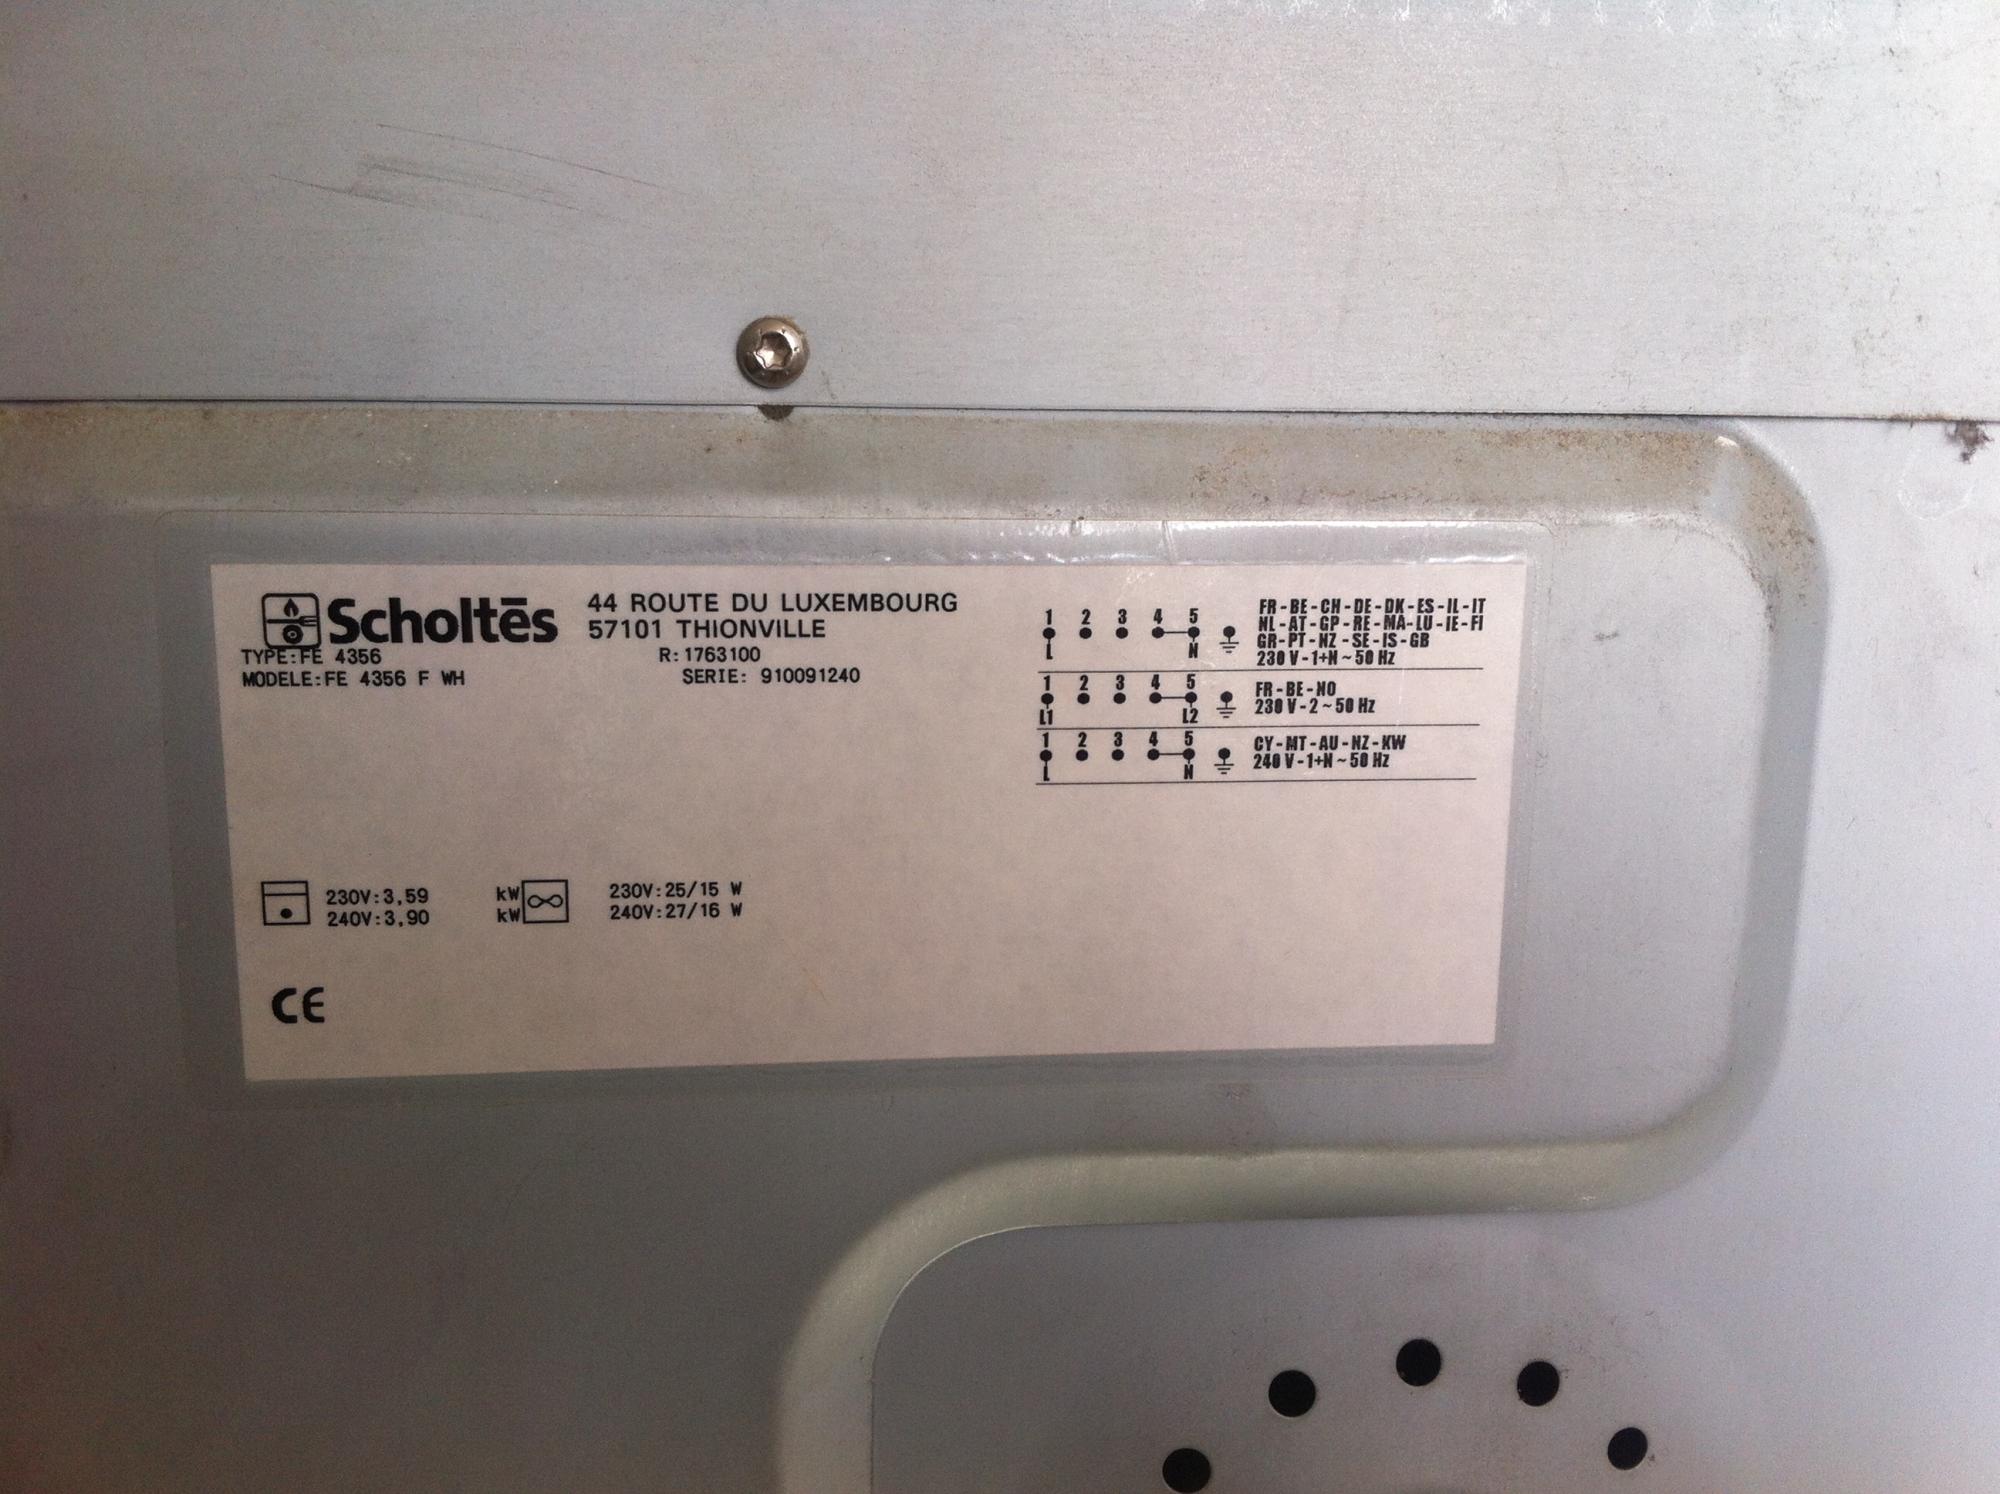 Scholtēs
44 ROUTE DU LUXEMBOURG
57101 THIONVILLE
TYPE:FE 4356
R:1763100
MODELE:FE 4356 F WH
SERIE: 910091240
1 2 3 4 5
L N
FR-BE-CH-DE-DK-ES-IL-IT
NL-AT-GP-RE-MA-LU-IE-FI
GR-PT-NZ-SE-IS-GB
230 V-1+N~50 Hz
1 2 3 4 5
L1 L2
FR-BE-NO
230 V-2~50 Hz
1 2 3 4 5
L N
CY-MT-AU-NZ-KW
240 V-1+N~50 Hz
230V:3,59 kW
240V:3,90 kW
230V:25/15 W
240V:27/16 W
CE